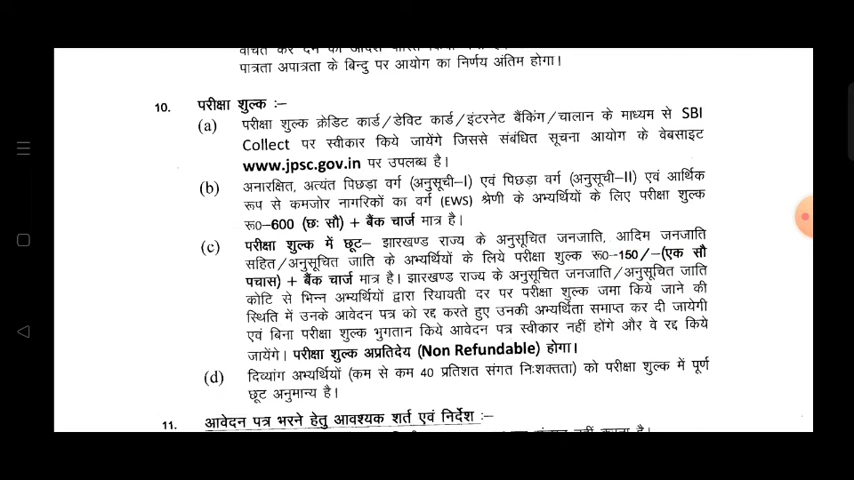 पात्रता अपात्रता के बिन्दु पर आयोग का निर्णय अंतिम होगा।
10. परीक्षा शुल्क :–
(a) परीक्षा शुल्क क्रेडिट कार्ड/डेविट कार्ड/इंटरनेट बैंकिंग/चालान के माध्यम से SBI
Collect पर स्वीकार किये जायेंगे जिससे संबंधित सूचना आयोग के वेबसाइट
www.jpsc.gov.in पर उपलब्ध है।
(b) अनारक्षित, अत्यंत पिछड़ा वर्ग (अनुसूची–I) एवं पिछड़ा वर्ग (अनुसूची–II) एवं आर्थिक
रूप से कमजोर नागरिकों का वर्ग (EWS) श्रेणी के अभ्यर्थियों के लिए परीक्षा शुल्क
रू0–600 (छः सौ) + बैंक चार्ज मात्र है।
(c) परीक्षा शुल्क में छूट– झारखण्ड राज्य के अनुसूचित जनजाति, आदिम जनजाति
सहित/अनुसूचित जाति के अभ्यर्थियों के लिये परीक्षा शुल्क रू0–150/–(एक सौ
पचास) + बैंक चार्ज मात्र है। झारखण्ड राज्य के अनुसूचित जनजाति/अनुसूचित जाति
कोटि से भिन्न अभ्यर्थियों द्वारा रियायती दर पर परीक्षा शुल्क जमा किये जाने की
स्थिति में उनके आवेदन पत्र को रद्द करते हुए उनकी अभ्यर्थिता समाप्त कर दी जायेगी
एवं बिना परीक्षा शुल्क भुगतान किये आवेदन पत्र स्वीकार नहीं होंगे और वे रद्द किये
जायेंगे। परीक्षा शुल्क अप्रतिदेय (Non Refundable) होगा।
(d) दिव्यांग अभ्यर्थियों (कम से कम 40 प्रतिशत संगत निःशक्तता) को परीक्षा शुल्क में पूर्ण
छूट अनुमान्य है।
11. आवेदन पत्र भरने हेतु आवश्यक शर्त एवं निर्देश :–